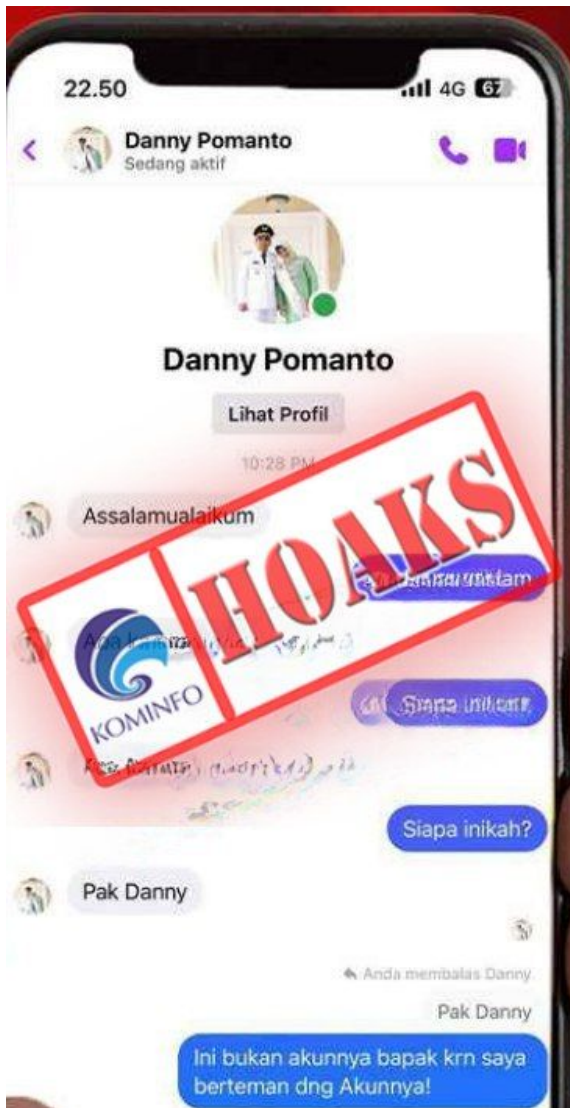 22.50
4G 67
Danny Pomanto
Sedang aktif
Danny Pomanto
Lihat Profil
10:28 PM
Assalamualaikum
HOAKS
KOMINFO
Siapa inikah?
Pak Danny
Anda membalas Danny
Pak Danny
Ini bukan akunnya bapak krn saya
berteman dng Akunnya!